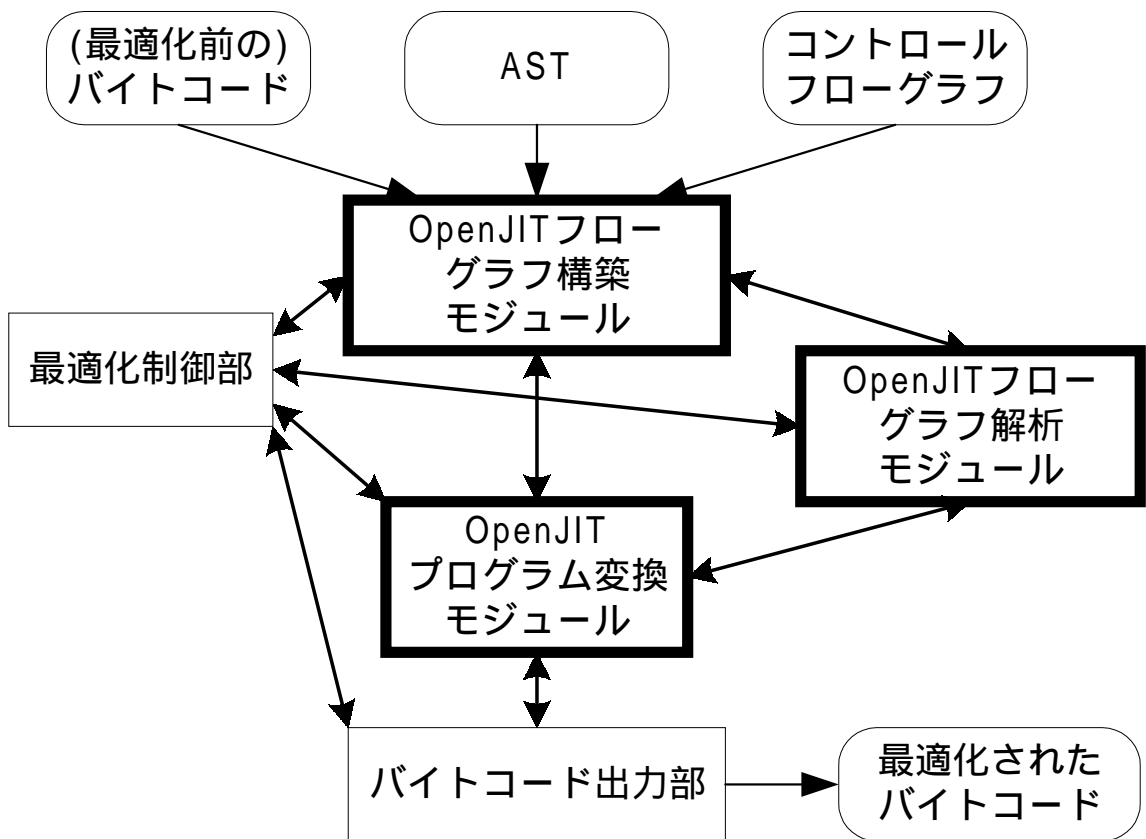 (最適化前の)
バイトコード
AST
コントロール
フローグラフ
OpenJITフロー
グラフ構築
モジュール
最適化制御部
OpenJITフロー
グラフ解析
モジュール
OpenJIT
プログラム変換
モジュール
バイトコード出力部
最適化された
バイトコード